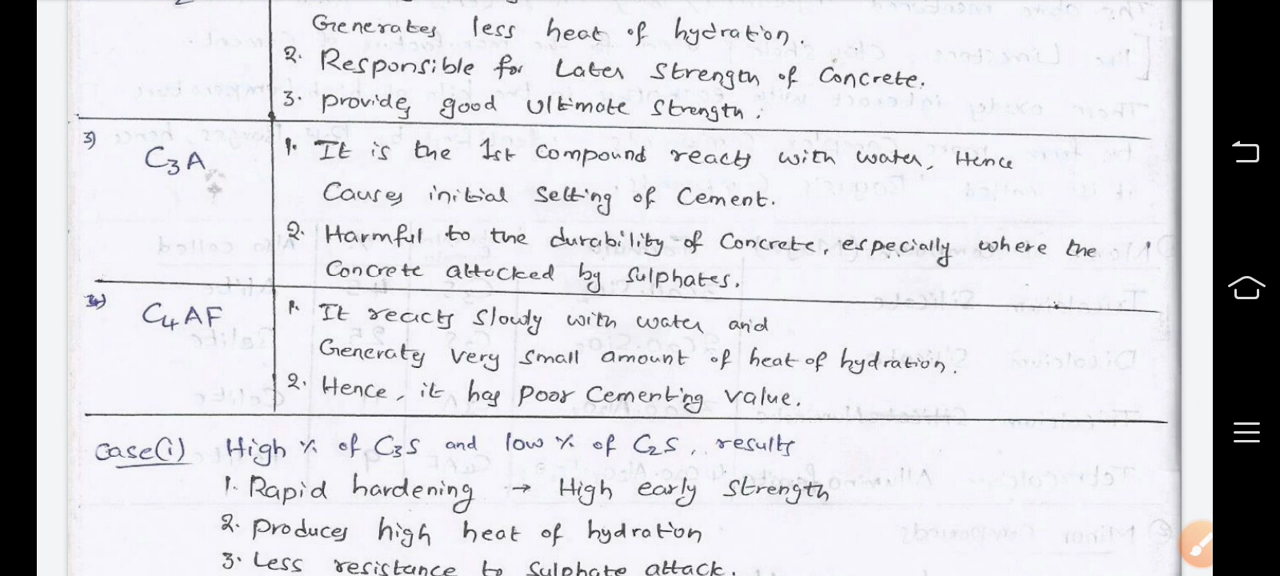 Generates less heat of hydration.
2. Responsible for Later Strength of Concrete.
3. provides good Ultimate Strength.
3) C₃A 1. It is the 1st Compound reacts with water. Hence
Causes initial Setting of Cement.
2. Harmful to the durability of Concrete, especially where the
Concrete attacked by Sulphates.
C₄AF 1. It reacts slowly with water and
Generates very small amount of heat of hydration.
2. Hence, it has Poor Cementing value.
Case(i) High % of C₃S and low % of C₂S, results
1. Rapid hardening → High early strength
2. Produces high heat of hydration
3. Less resistance to Sulphate attack.